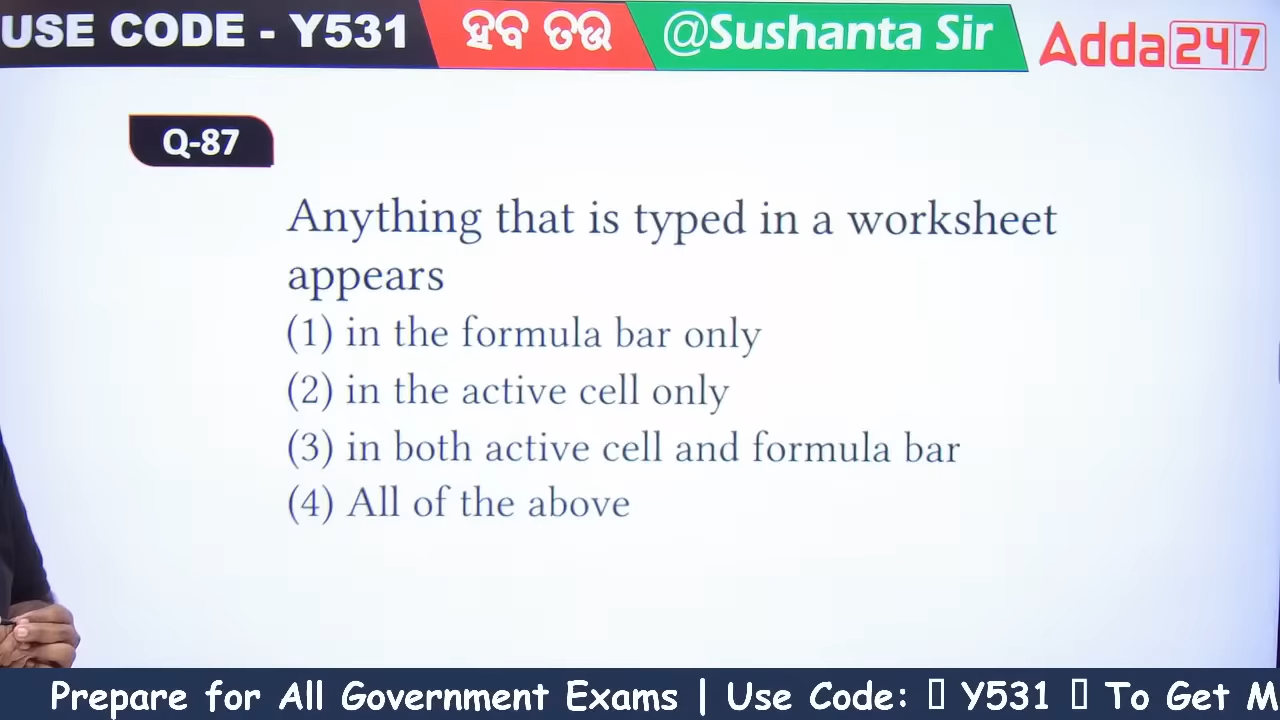 USE CODE - Y531
ହବ ତଉ
@Sushanta Sir
Adda247
Q-87
Anything that is typed in a worksheet
appears
(1) in the formula bar only
(2) in the active cell only
(3) in both active cell and formula bar
(4) All of the above
Prepare for All Government Exams | Use Code: Y531 To Get M